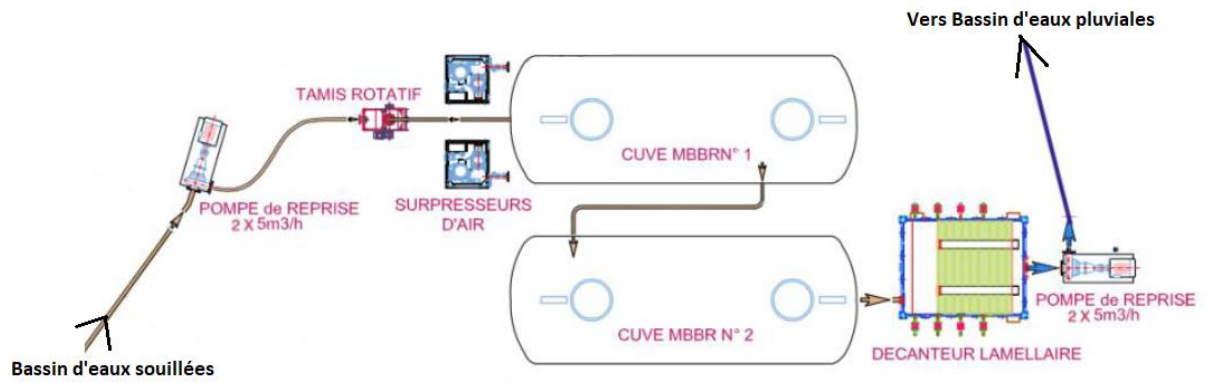 Vers Bassin d'eaux pluviales
TAMIS ROTATIF
CUVE MBBRN° 1
POMPE de REPRISE
2 X 5m3/h
SURPRESSEURS
D'AIR
POMPE de REPRISE
2 X 5m3/h
CUVE MBBR N° 2
DECANTEUR LAMELLAIRE
Bassin d'eaux souillées